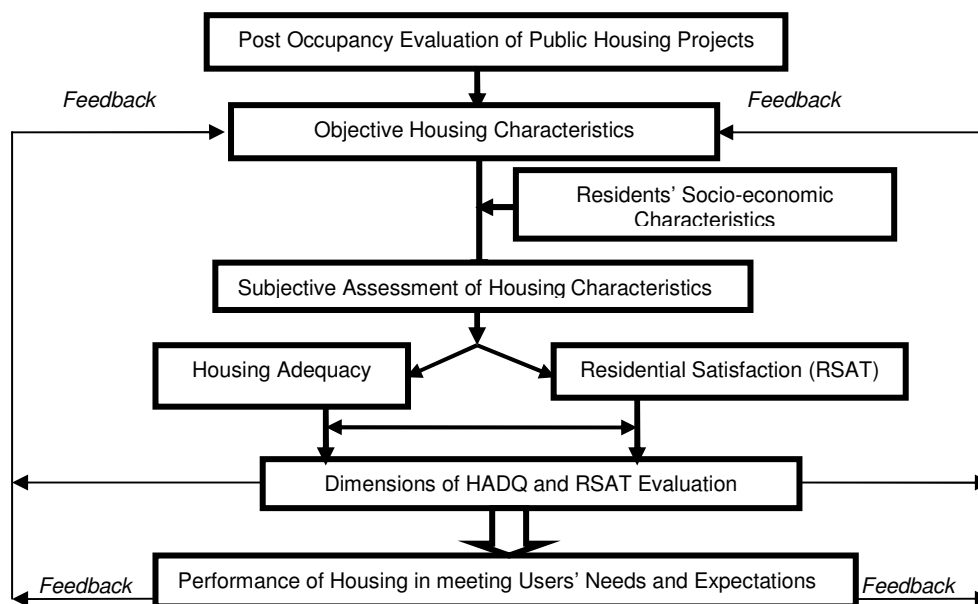 Post Occupancy Evaluation of Public Housing Projects
Feedback
Feedback
Objective Housing Characteristics
Residents' Socio-economic
Characteristics
Subjective Assessment of Housing Characteristics
Housing Adequacy
Residential Satisfaction (RSAT)
Dimensions of HADQ and RSAT Evaluation
Feedback
Performance of Housing in meeting Users' Needs and Expectations
Feedback